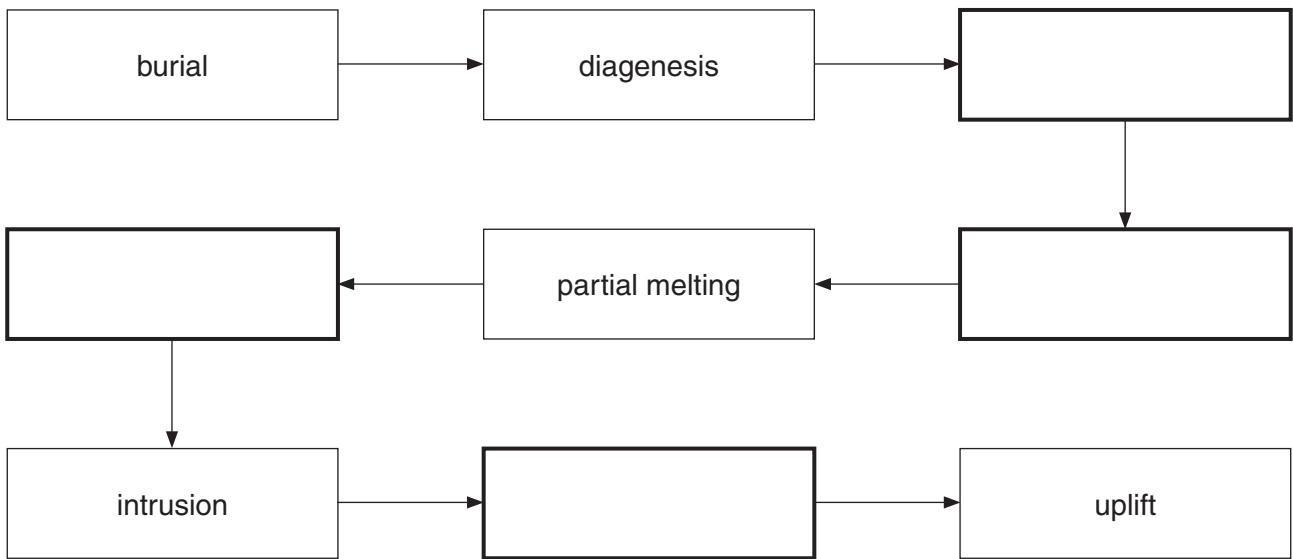 burial
diagenesis
partial melting
intrusion
uplift